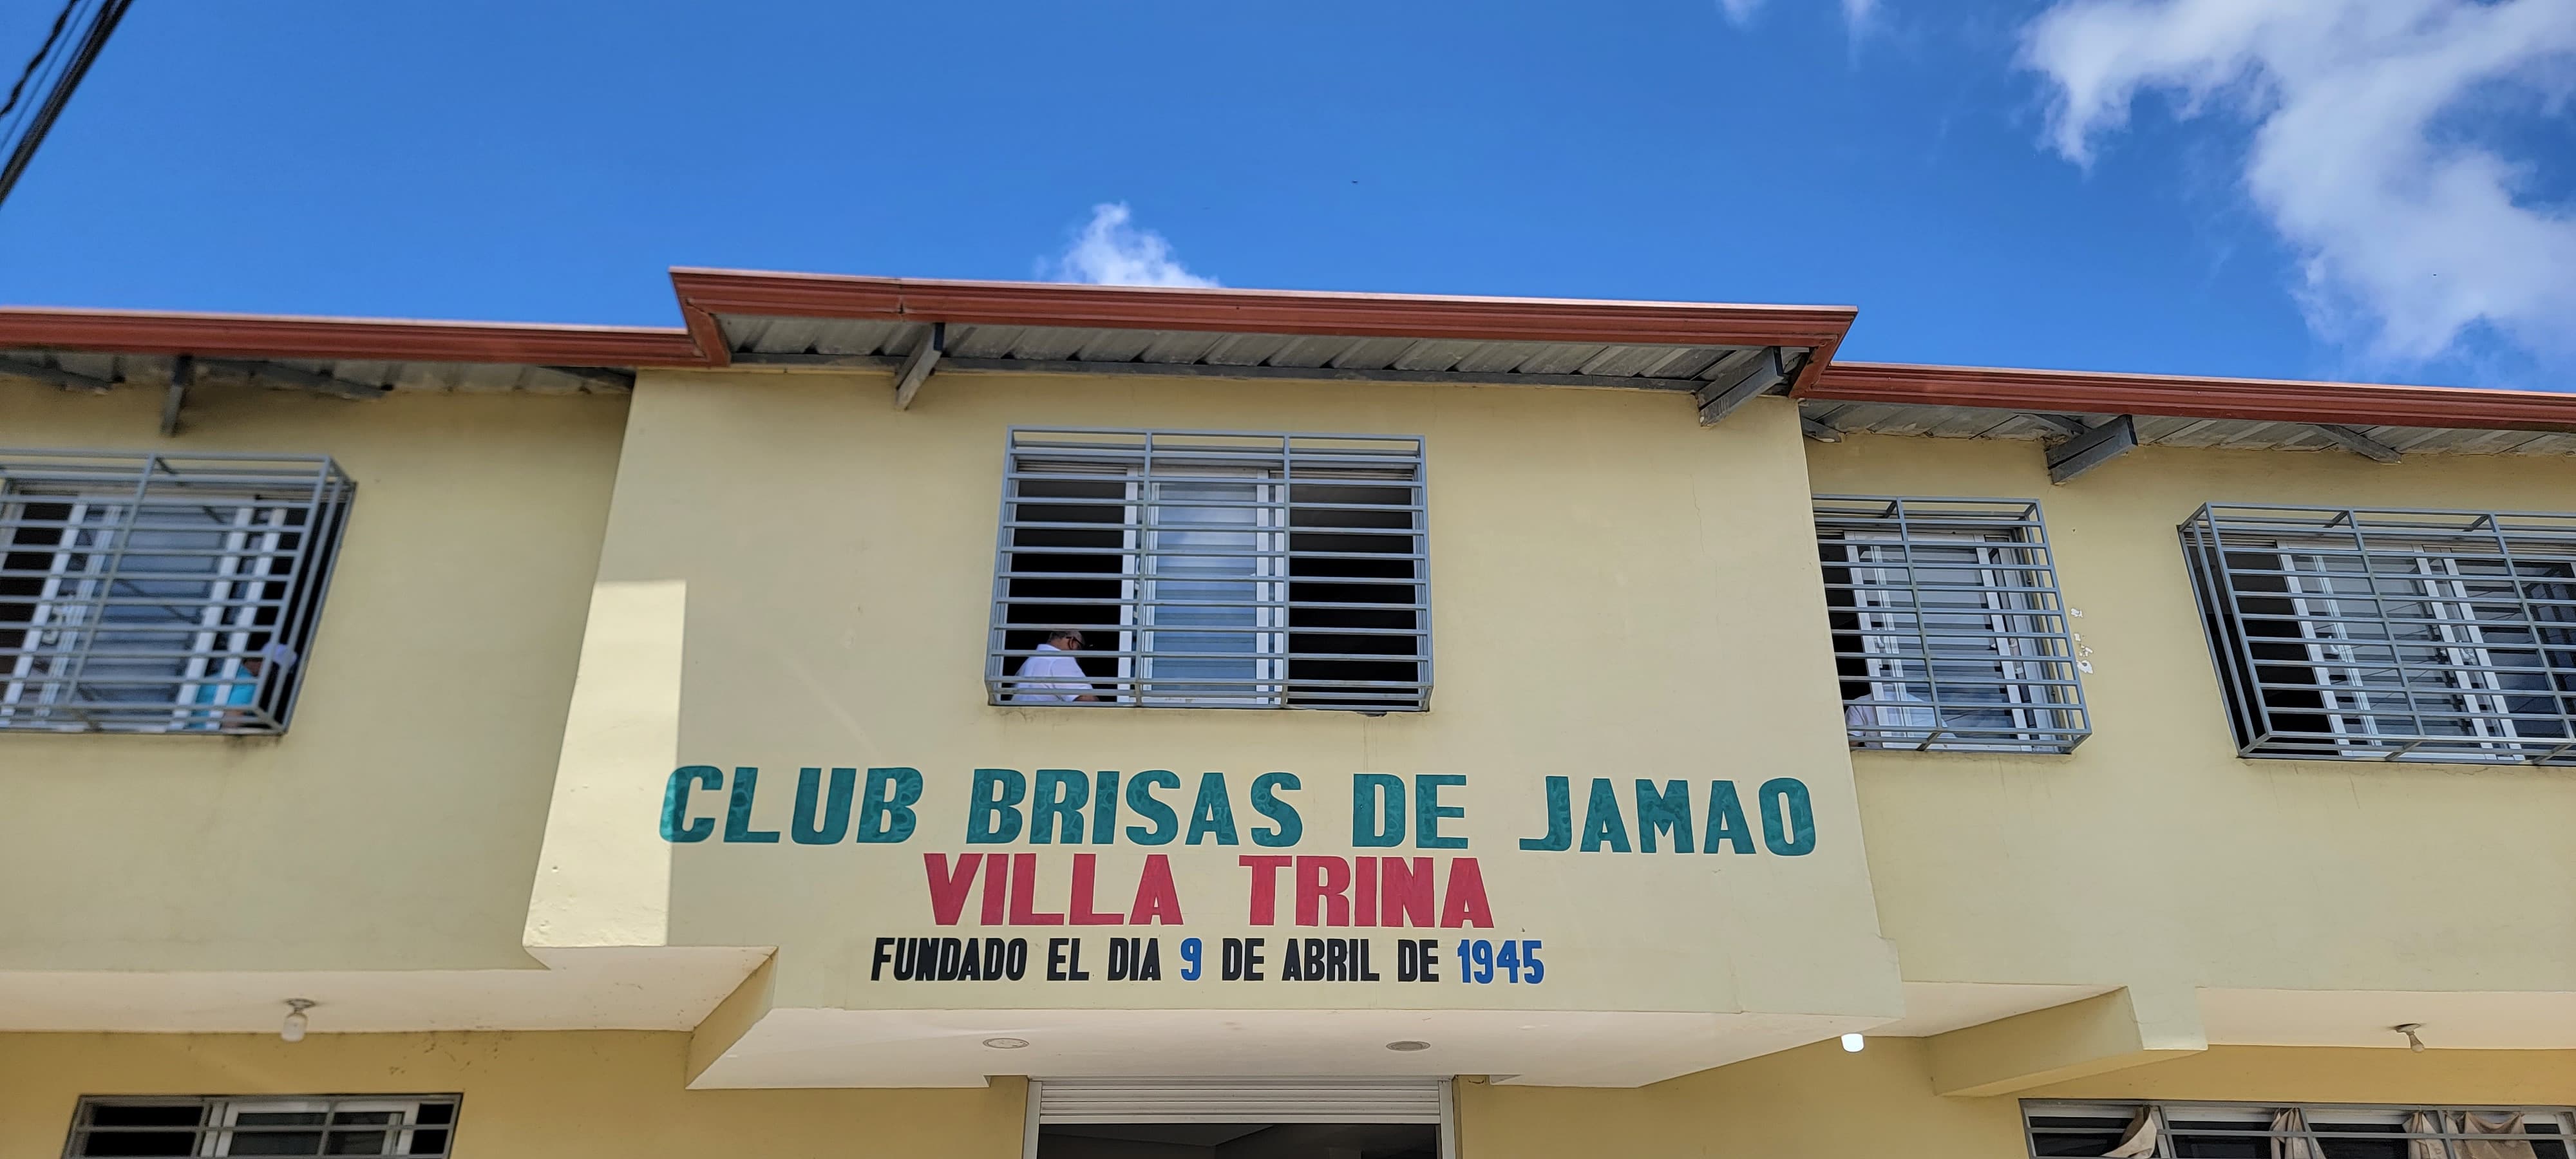 CLUB BRISAS DE JAMAO
VILLA TRINA
FUNDADO EL DIA 9 DE ABRIL DE 1945